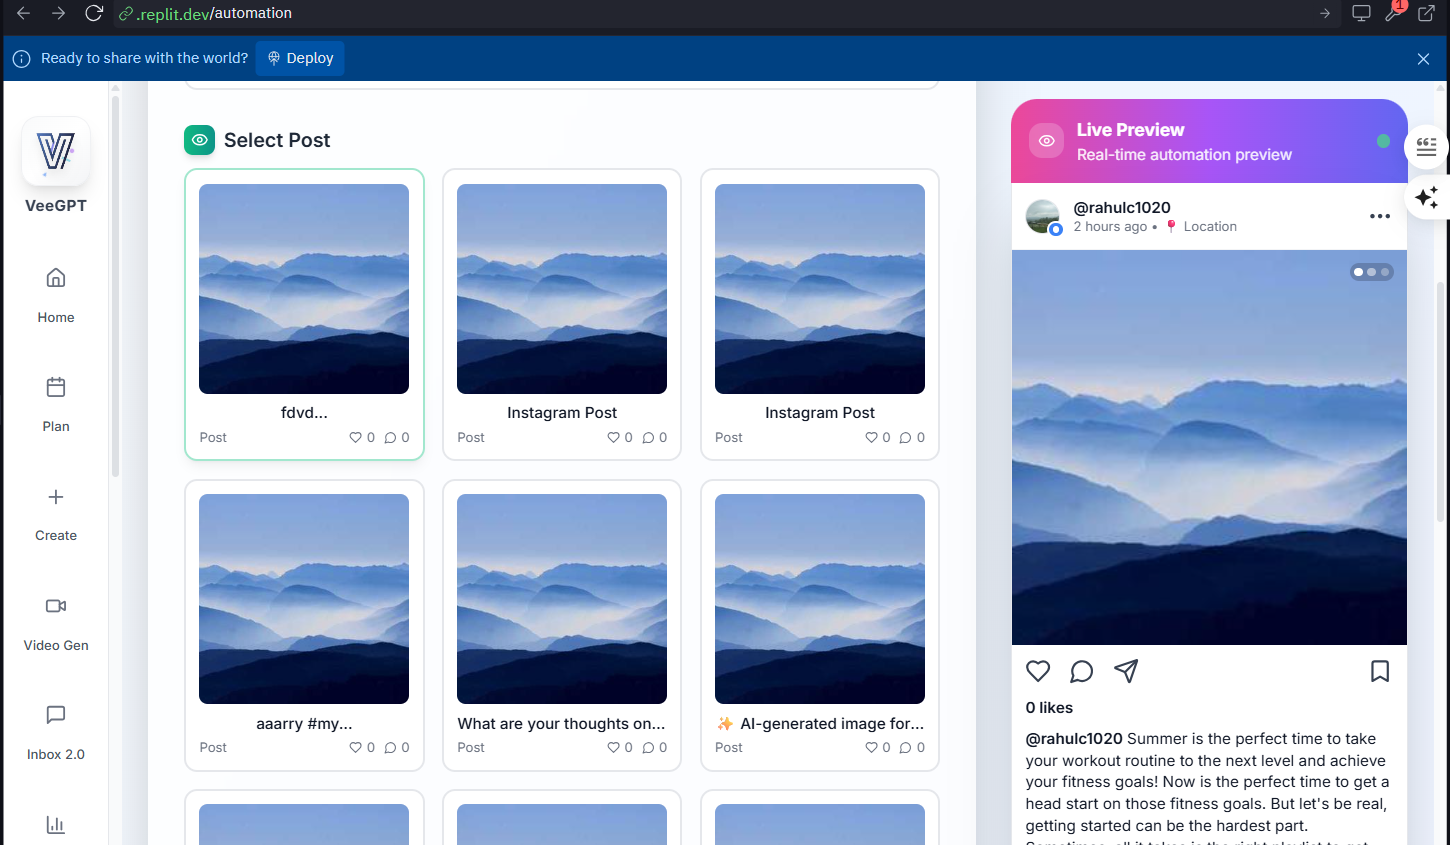 .replit.dev/automation
1
Ready to share with the world?
Deploy
VeeGPT
Home
Plan
Create
Video Gen
Inbox 2.0
Select Post
fdvd...
Post 0 0
Instagram Post
Post 0 0
Instagram Post
Post 0 0
aaarry #my...
Post 0 0
What are your thoughts on...
Post 0 0
✨ AI-generated image for...
Post 0 0
Live Preview
Real-time automation preview
@rahulc1020
2 hours ago • 📍 Location
0 likes
@rahulc1020 Summer is the perfect time to take
your workout routine to the next level and achieve
your fitness goals! Now is the perfect time to get a
head start on those fitness goals. But let's be real,
getting started can be the hardest part.